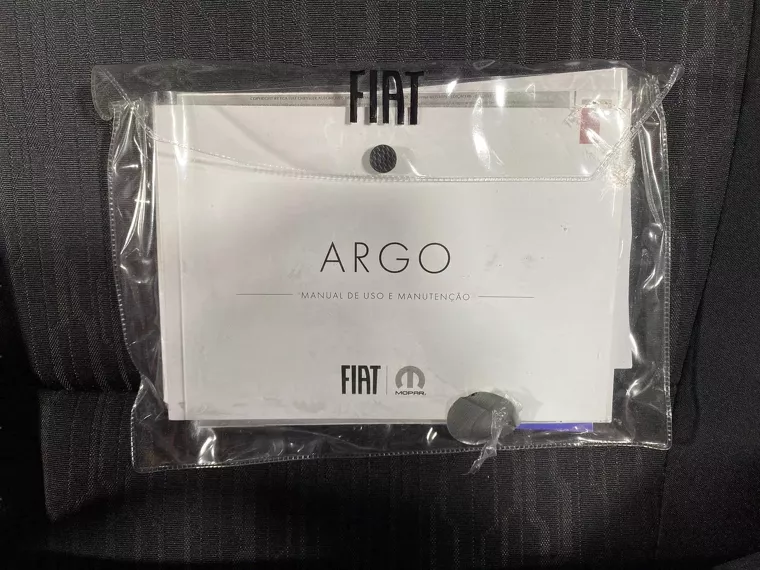 FIAT
ARGO
MANUAL DE USO E MANUTENÇÃO
FIAT
MOPAR